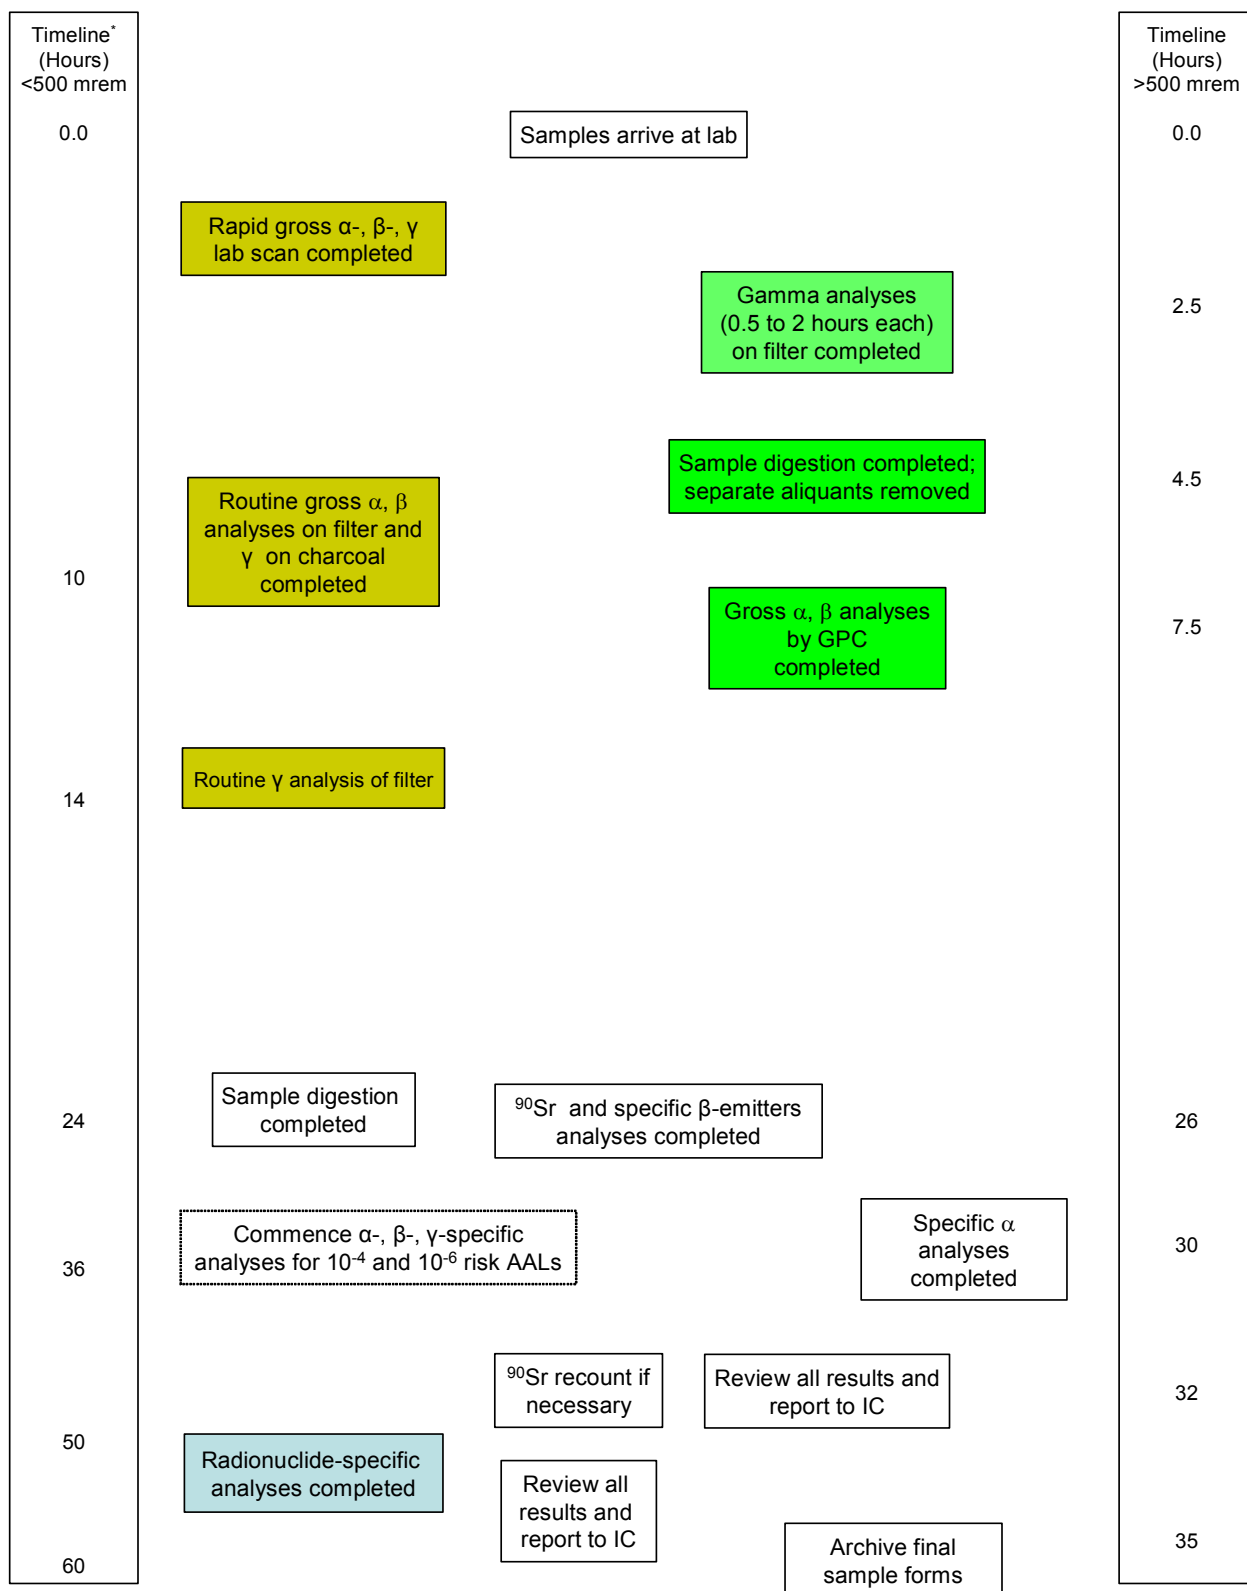 Timeline*
(Hours)
<500 mrem
Timeline
(Hours)
>500 mrem
0.0
Samples arrive at lab
0.0
Rapid gross α-, β-, γ
lab scan completed
Gamma analyses
(0.5 to 2 hours each)
on filter completed
2.5
Sample digestion completed;
separate aliquants removed
4.5
Routine gross α, β
analyses on filter and
γ on charcoal
completed
10
Gross α, β analyses
by GPC
completed
7.5
Routine γ analysis of filter
14
Sample digestion
completed
24
⁹⁰Sr and specific β-emitters
analyses completed
26
Commence α-, β-, γ-specific
analyses for 10⁻⁴ and 10⁻⁶ risk AALs
36
Specific α
analyses
completed
30
⁹⁰Sr recount if
necessary
Review all results and
report to IC
32
50
Radionuclide-specific
analyses completed
Review all
results and
report to IC
Archive final
sample forms
35
60